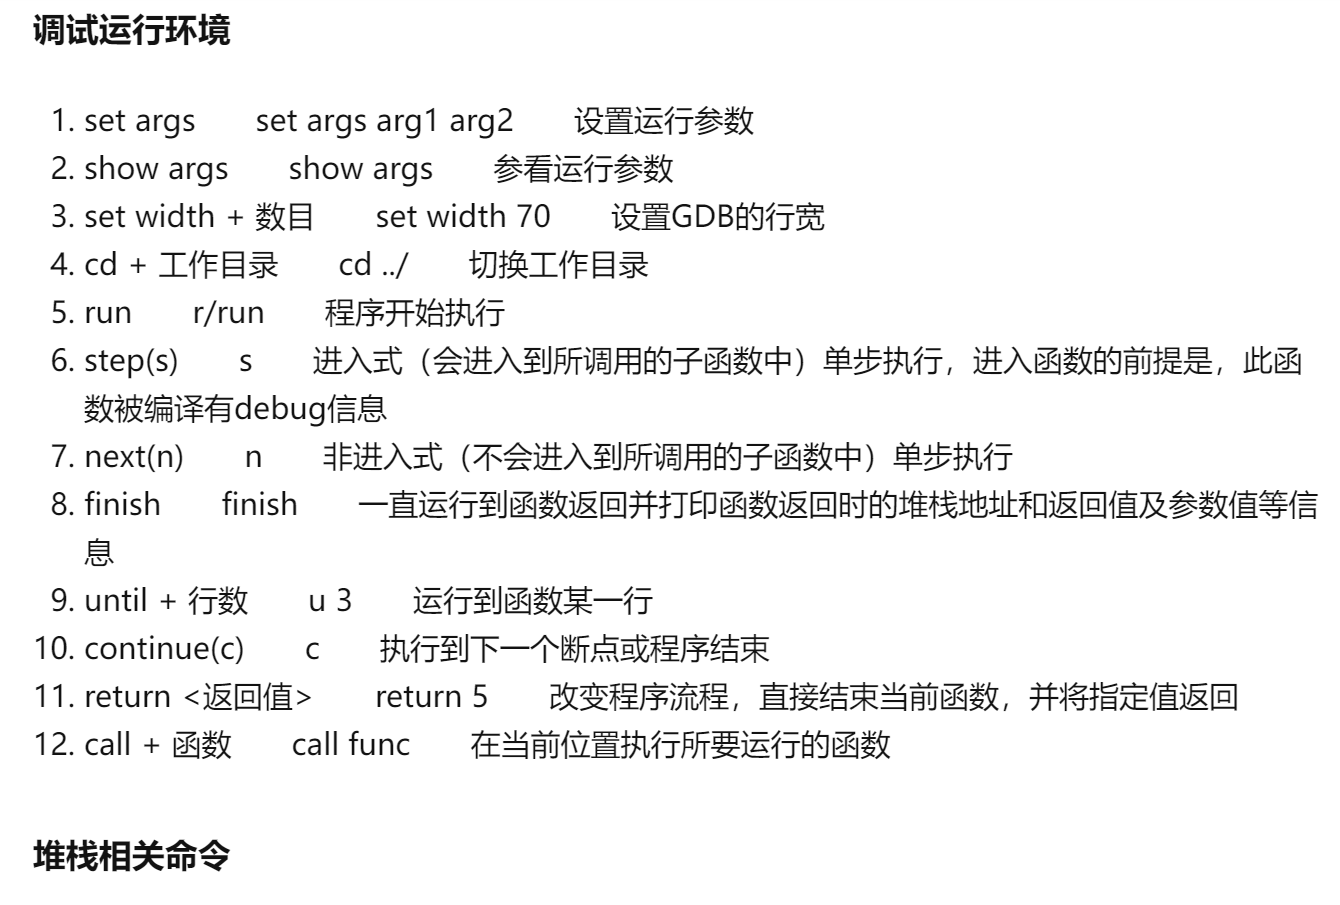 调试运行环境
1. set args set args arg1 arg2 设置运行参数
2. show args show args 参看运行参数
3. set width + 数目 set width 70 设置GDB的行宽
4. cd + 工作目录 cd ../ 切换工作目录
5. run r/run 程序开始执行
6. step(s) s 进入式（会进入到所调用的子函数中）单步执行，进入函数的前提是，此函
数被编译有debug信息
7. next(n) n 非进入式（不会进入到所调用的子函数中）单步执行
8. finish finish 一直运行到函数返回并打印函数返回时的堆栈地址和返回值及参数值等信
息
9. until + 行数 u 3 运行到函数某一行
10. continue(c) c 执行到下一个断点或程序结束
11. return <返回值> return 5 改变程序流程，直接结束当前函数，并将指定值返回
12. call + 函数 call func 在当前位置执行所要运行的函数
堆栈相关命令